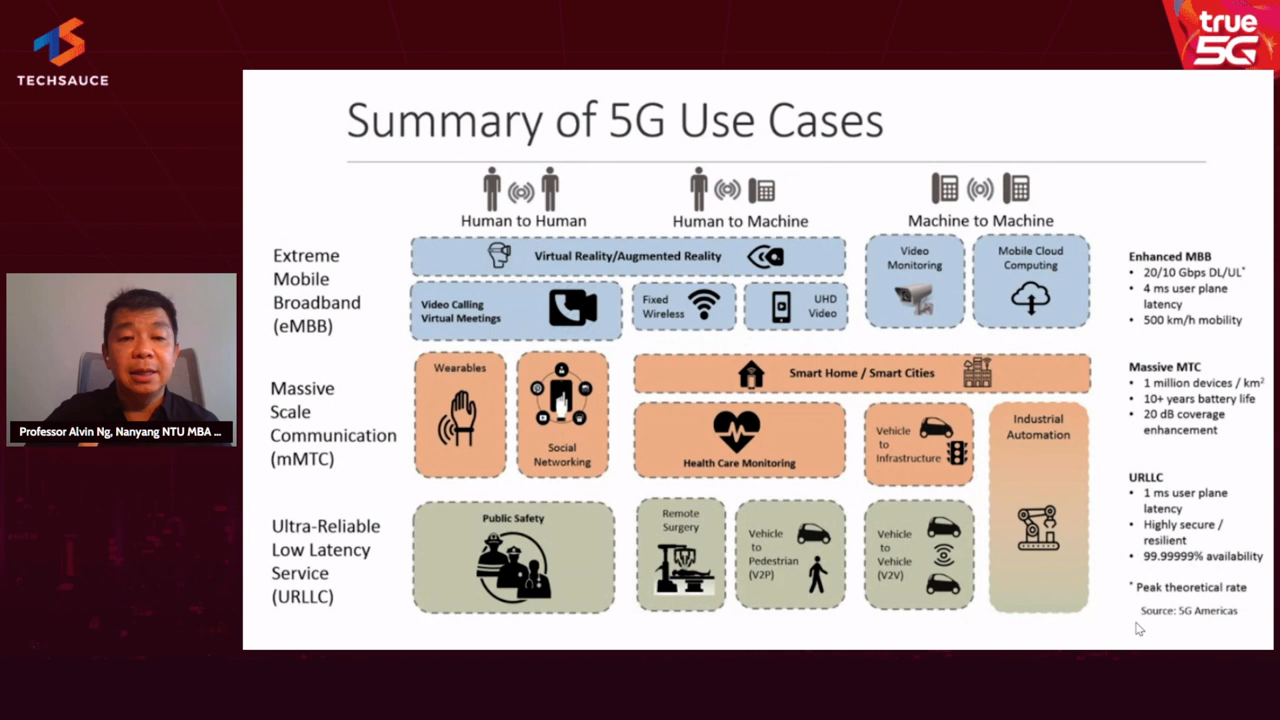 TECHSAUCE
true
5G
Summary of 5G Use Cases
Human to Human
Human to Machine
Machine to Machine
Extreme
Mobile
Broadband
(eMBB)
Virtual Reality/Augmented Reality
Video Calling
Virtual Meetings
Fixed
Wireless
UHD
Video
Video
Monitoring
Mobile Cloud
Computing
Enhanced MBB
• 20/10 Gbps DL/UL*
• 4 ms user plane
latency
• 500 km/h mobility
Massive
Scale
Communication
(mMTC)
Wearables
Social
Networking
Smart Home / Smart Cities
Health Care Monitoring
Vehicle
to
Infrastructure
Industrial
Automation
Massive MTC
• 1 million devices / km²
• 10+ years battery life
• 20 dB coverage
enhancement
Ultra-Reliable
Low Latency
Service
(URLLC)
Public Safety
Remote
Surgery
Vehicle
to
Pedestrian
(V2P)
Vehicle
to
Vehicle
(V2V)
URLLC
• 1 ms user plane
latency
• Highly secure /
resilient
• 99.99999% availability
* Peak theoretical rate
Source: 5G Americas
Professor Alvin Ng, Nanyang NTU MBA ...